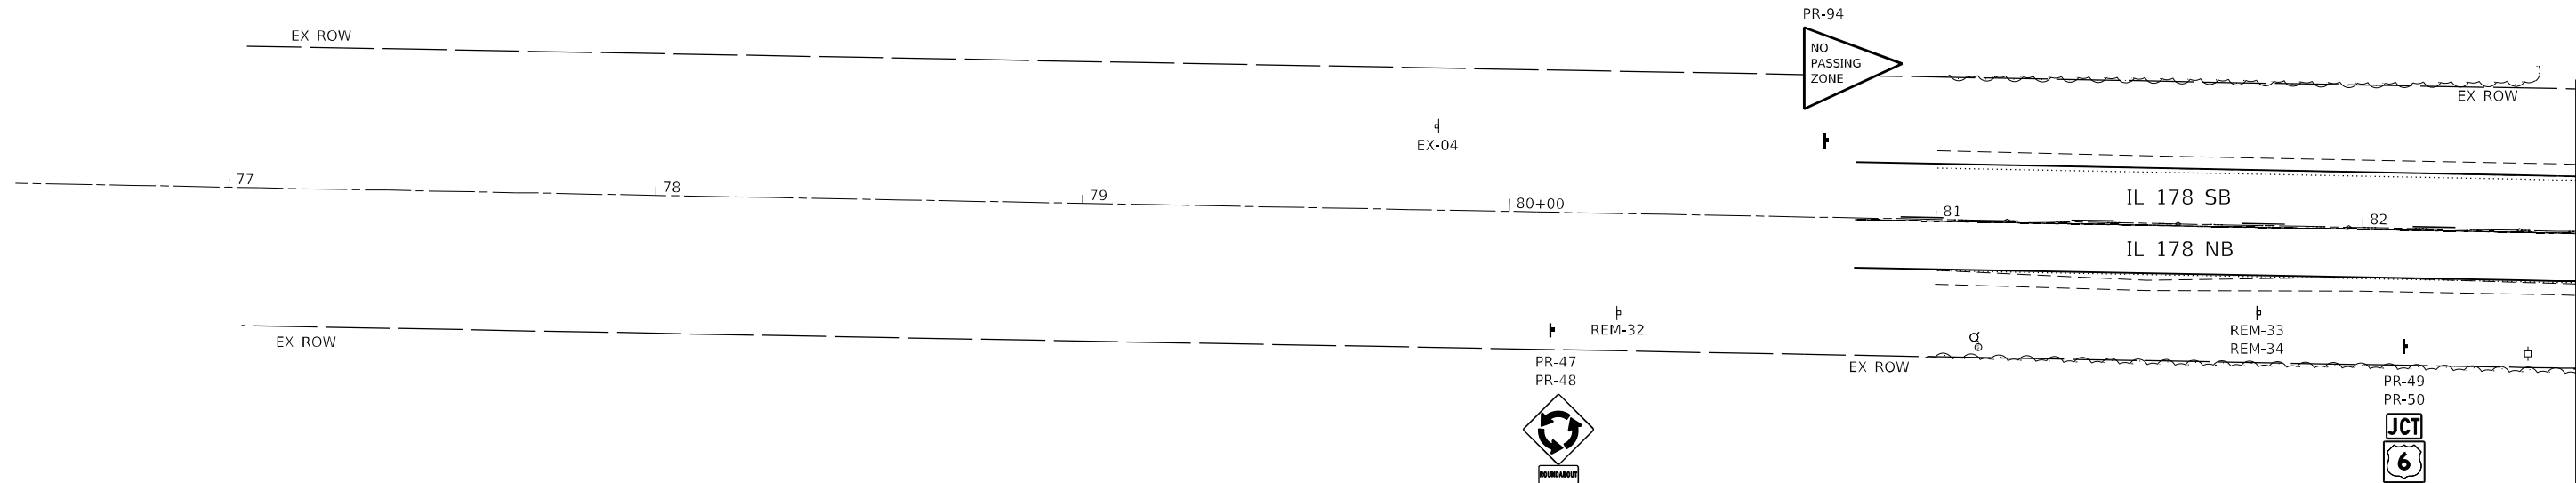 PR-94
EX ROW
NO
PASSING
ZONE
EX ROW
EX-04
77
78
79
80+00
81
82
IL 178 SB
IL 178 NB
REM-32
REM-33
REM-34
EX ROW
PR-47
PR-48
EX ROW
PR-49
PR-50
JCT
6
ROUNDABOUT